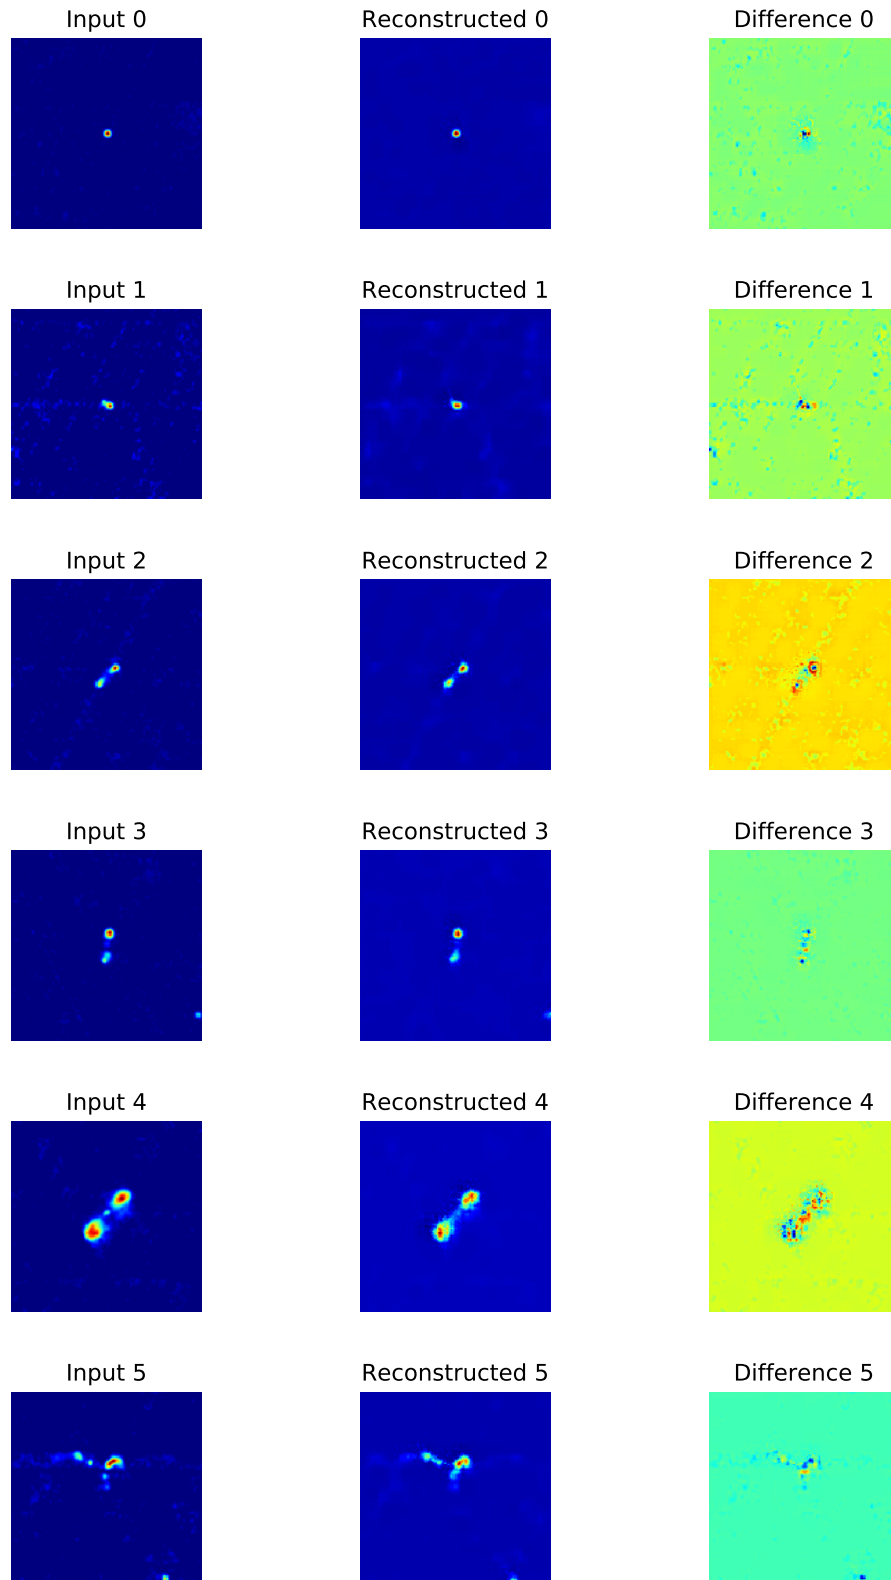 Input 0 Reconstructed 0 Difference 0
Input 1 Reconstructed 1 Difference 1
Input 2 Reconstructed 2 Difference 2
Input 3 Reconstructed 3 Difference 3
Input 4 Reconstructed 4 Difference 4
Input 5 Reconstructed 5 Difference 5